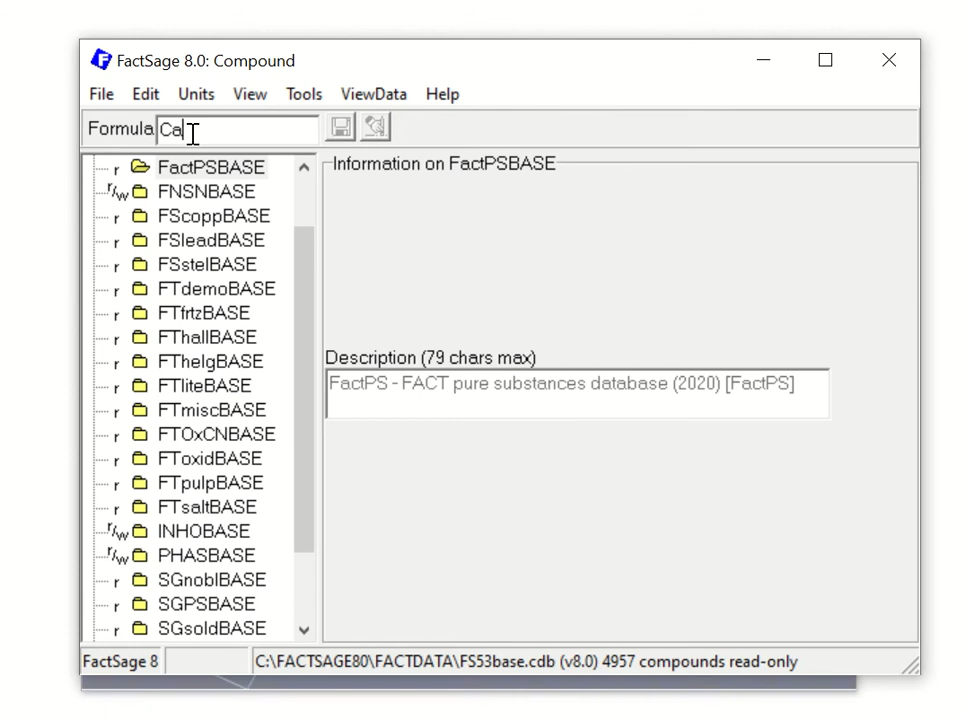 FactSage 8.0: Compound
File Edit Units View Tools ViewData Help
Formula Ca
r FactPSBASE
r/w FNSNBASE
r FScoppBASE
r FSleadBASE
r FSstelBASE
r FTdemoBASE
r FTfrtzBASE
r FThallBASE
r FThelgBASE
r FTliteBASE
r FTmiscBASE
r FTOxCNBASE
r FToxidBASE
r FTpulpBASE
r FTsaltBASE
r/w INHOBASE
r/w PHASBASE
r SGnoblBASE
r SGPSBASE
r SGsoldBASE
Information on FactPSBASE
Description (79 chars max)
FactPS - FACT pure substances database (2020) [FactPS]
FactSage 8 C:\FACTSAGE80\FACTDATA\FS53base.cdb (v8.0) 4957 compounds read-only